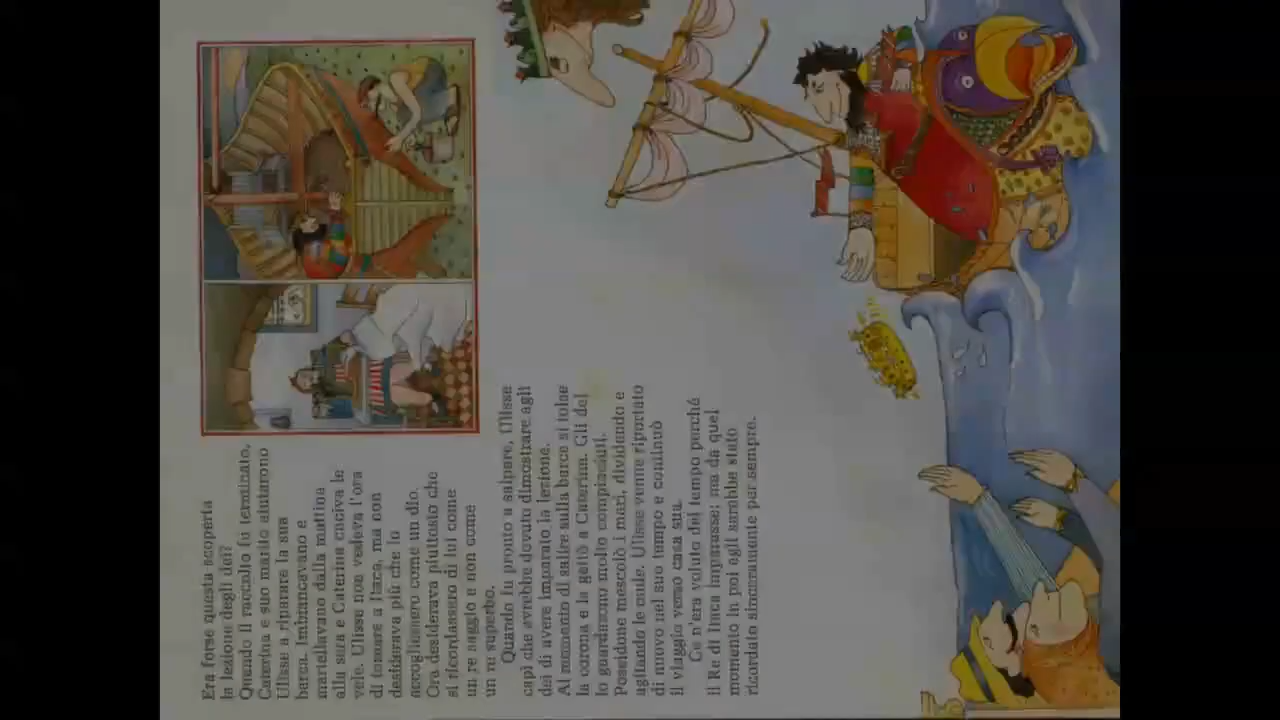 Era forse questa scoperta
la lezione degli dei?
Quando il raccolto fu terminato,
Caterina e suo marito aiutarono
Ulisse a riparare la sua
barca. Imbiancavano e
martellavano dalla mattina
alla sera e Caterina cuciva le
vele. Ulisse non vedeva l'ora
di tornare a Itaca, ma non
desiderava più che lo
accogliessero come un dio.
Ora desiderava piuttosto che
si ricordassero di lui come
un re saggio e non come
un re superbo.
Quando fu pronto a salpare, Ulisse
capì che avrebbe dovuto dimostrare agli
dei di avere imparato la lezione.
Al momento di salire sulla barca si tolse
la corona e la gettò a Caterina. Gli dei
lo guardarono molto compiaciuti.
Poseidone mescolò i mari, dividendo e
agitando le onde. Ulisse venne riportato
di nuovo nel suo tempo e continuò
il viaggio verso casa sua.
Ce n'era voluto del tempo perché
il Re di Itaca imparasse; ma da quel
momento in poi agli sarebbe stato
ricordato sinceramente per sempre.